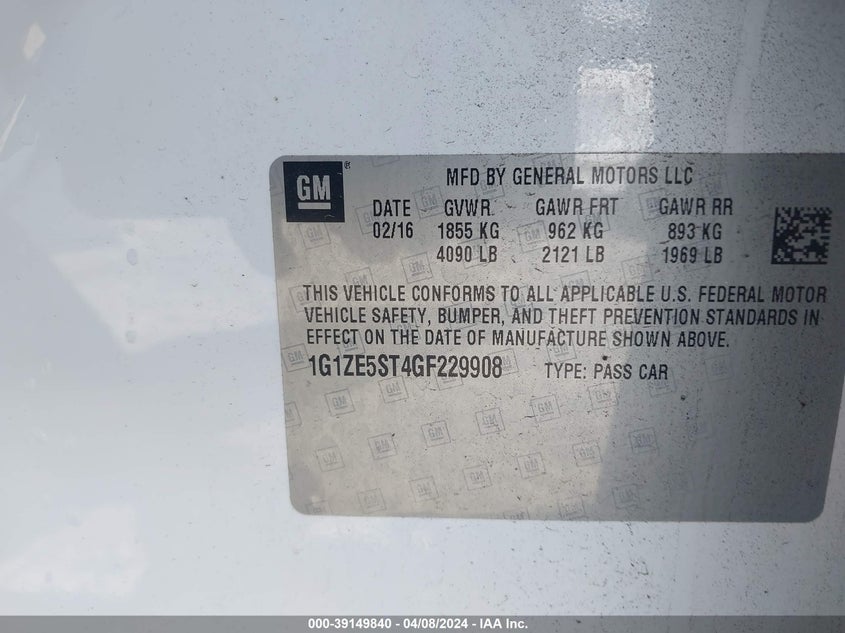 GM
MFD BY GENERAL MOTORS LLC
DATE GVWR GAWR FRT GAWR RR
02/16 1855 KG 962 KG 893 KG
4090 LB 2121 LB 1969 LB
THIS VEHICLE CONFORMS TO ALL APPLICABLE U.S. FEDERAL MOTOR
VEHICLE SAFETY, BUMPER, AND THEFT PREVENTION STANDARDS IN
EFFECT ON THE DATE OF MANUFACTURE SHOWN ABOVE.
1G1ZE5ST4GF229908 TYPE: PASS CAR
000-39149840 - 04/08/2024 - IAA Inc.